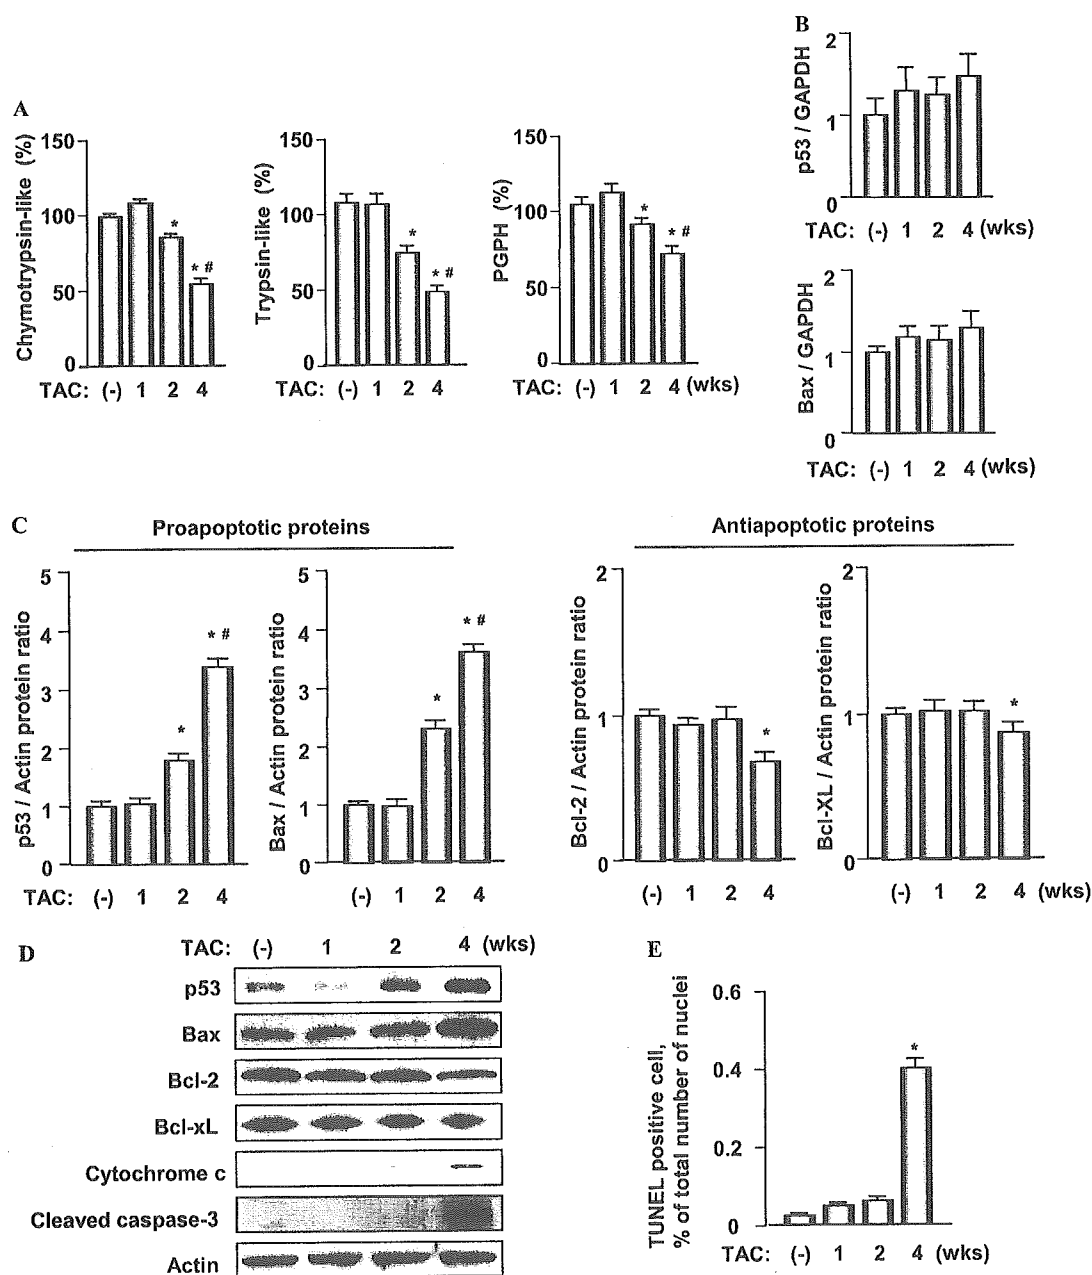 A
Chymotrypsin-like (%)
150
100
50
0
*
* #
TAC: (-) 1 2 4
Trypsin-like (%)
150
100
50
0
*
* #
(-) 1 2 4
PGPH (%)
150
100
50
0
*
* #
(-) 1 2 4 (wks)
B
p53 / GAPDH
2
1
0
TAC: (-) 1 2 4 (wks)
Bax / GAPDH
2
1
0
TAC: (-) 1 2 4 (wks)
C
Proapoptotic proteins
p53 / Actin protein ratio
5
4
3
2
1
0
*
* #
TAC: (-) 1 2 4
Bax / Actin protein ratio
5
4
3
2
1
0
*
* #
(-) 1 2 4
Antiapoptotic proteins
Bcl-2 / Actin protein ratio
2
1
0
*
(-) 1 2 4
Bcl-XL / Actin protein ratio
2
1
0
*
(-) 1 2 4 (wks)
D
TAC: (-) 1 2 4 (wks)
p53
Bax
Bcl-2
Bcl-xL
Cytochrome c
Cleaved caspase-3
Actin
E
TUNEL positive cell,
% of total number of nuclei
0.6
0.4
0.2
0
*
TAC: (-) 1 2 4 (wks)